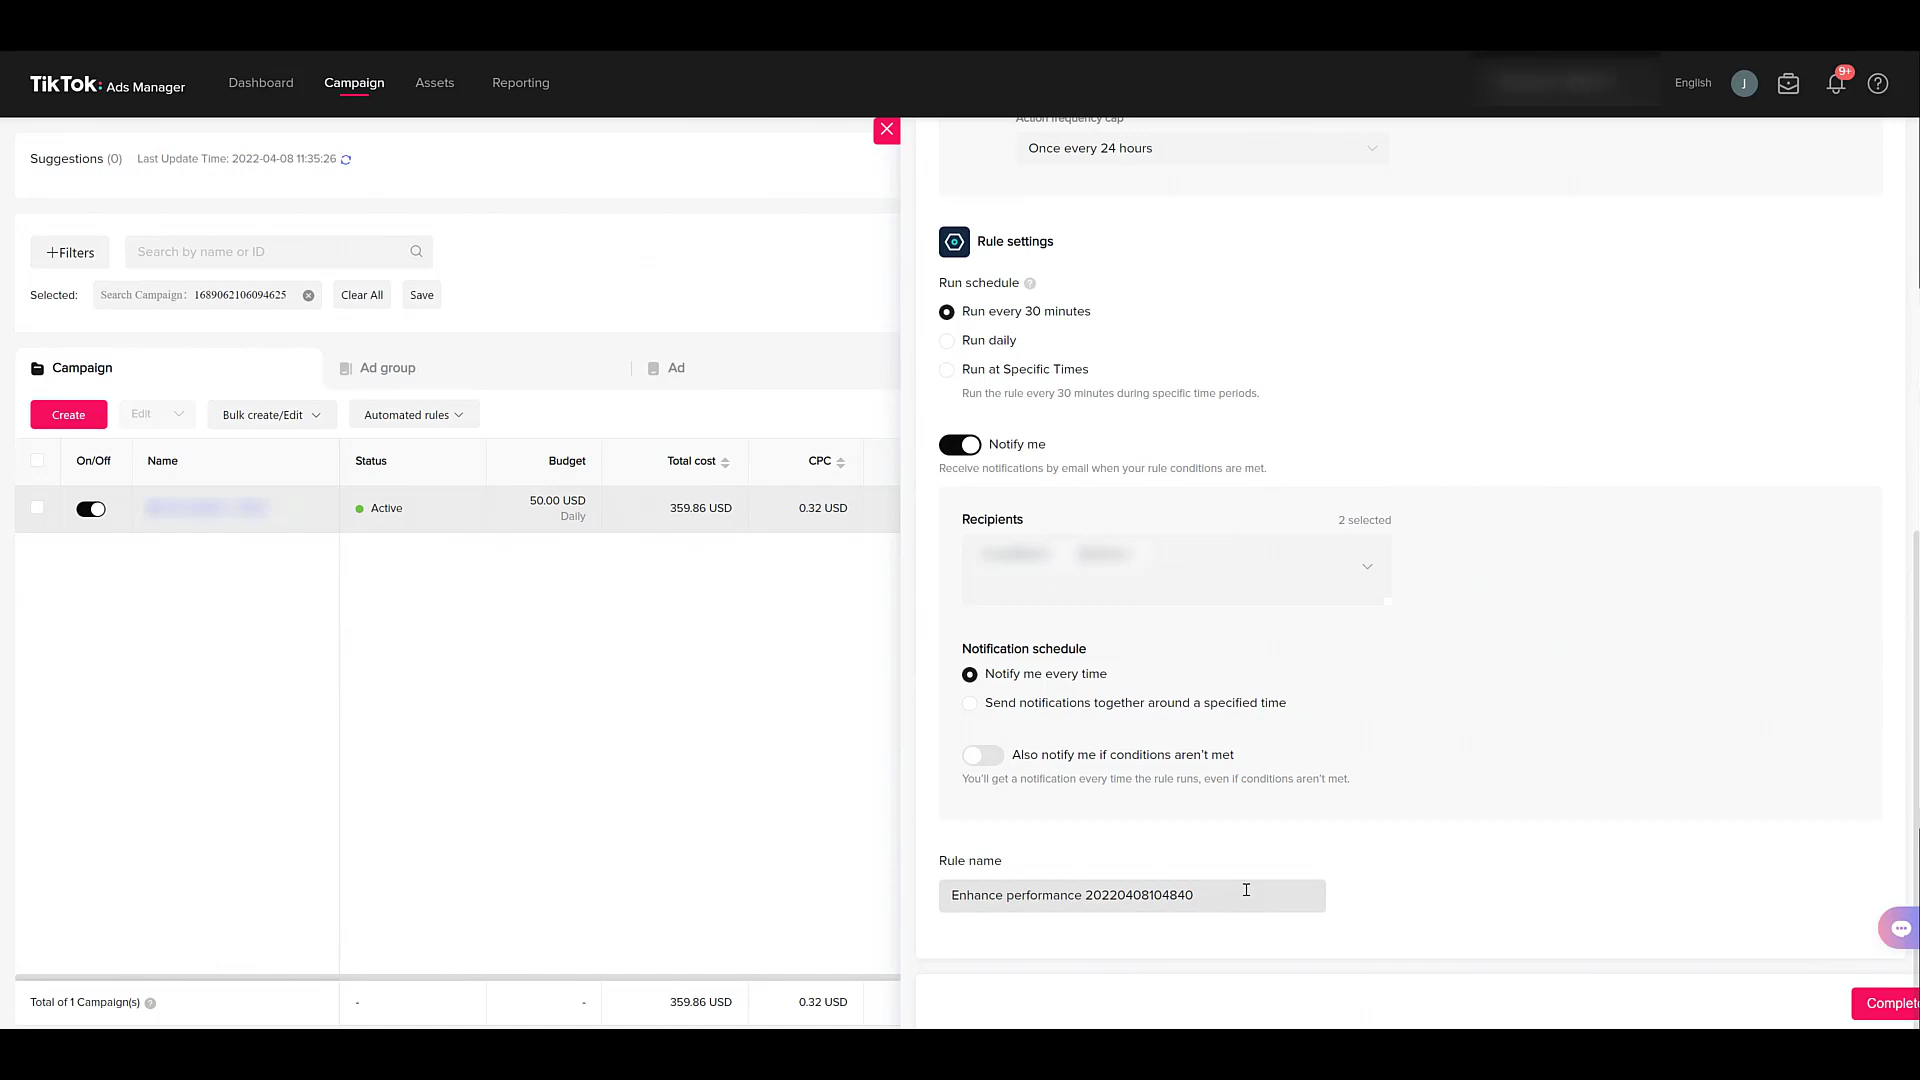 TikTok: Ads Manager
Dashboard
Campaign
Assets
Reporting
English
J
9+
Suggestions (0)
Last Update Time: 2022-04-08 11:35:26
+Filters
Search by name or ID
Selected:
Search Campaign: 1689062106094625
Clear All
Save
Campaign
Ad group
Ad
Create
Edit
Bulk create/Edit
Automated rules
On/Off
Name
Status
Budget
Total cost
CPC
Active
50.00 USD
Daily
359.86 USD
0.32 USD
Total of 1 Campaign(s)
-
-
359.86 USD
0.32 USD
Action frequency cap
Once every 24 hours
Rule settings
Run schedule
Run every 30 minutes
Run daily
Run at Specific Times
Run the rule every 30 minutes during specific time periods.
Notify me
Receive notifications by email when your rule conditions are met.
Recipients
2 selected
Notification schedule
Notify me every time
Send notifications together around a specified time
Also notify me if conditions aren't met
You'll get a notification every time the rule runs, even if conditions aren't met.
Rule name
Enhance performance 20220408104840
Complet